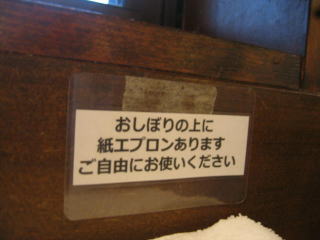 おしぼりの上に
紙エプロンあります
ご自由にお使いください